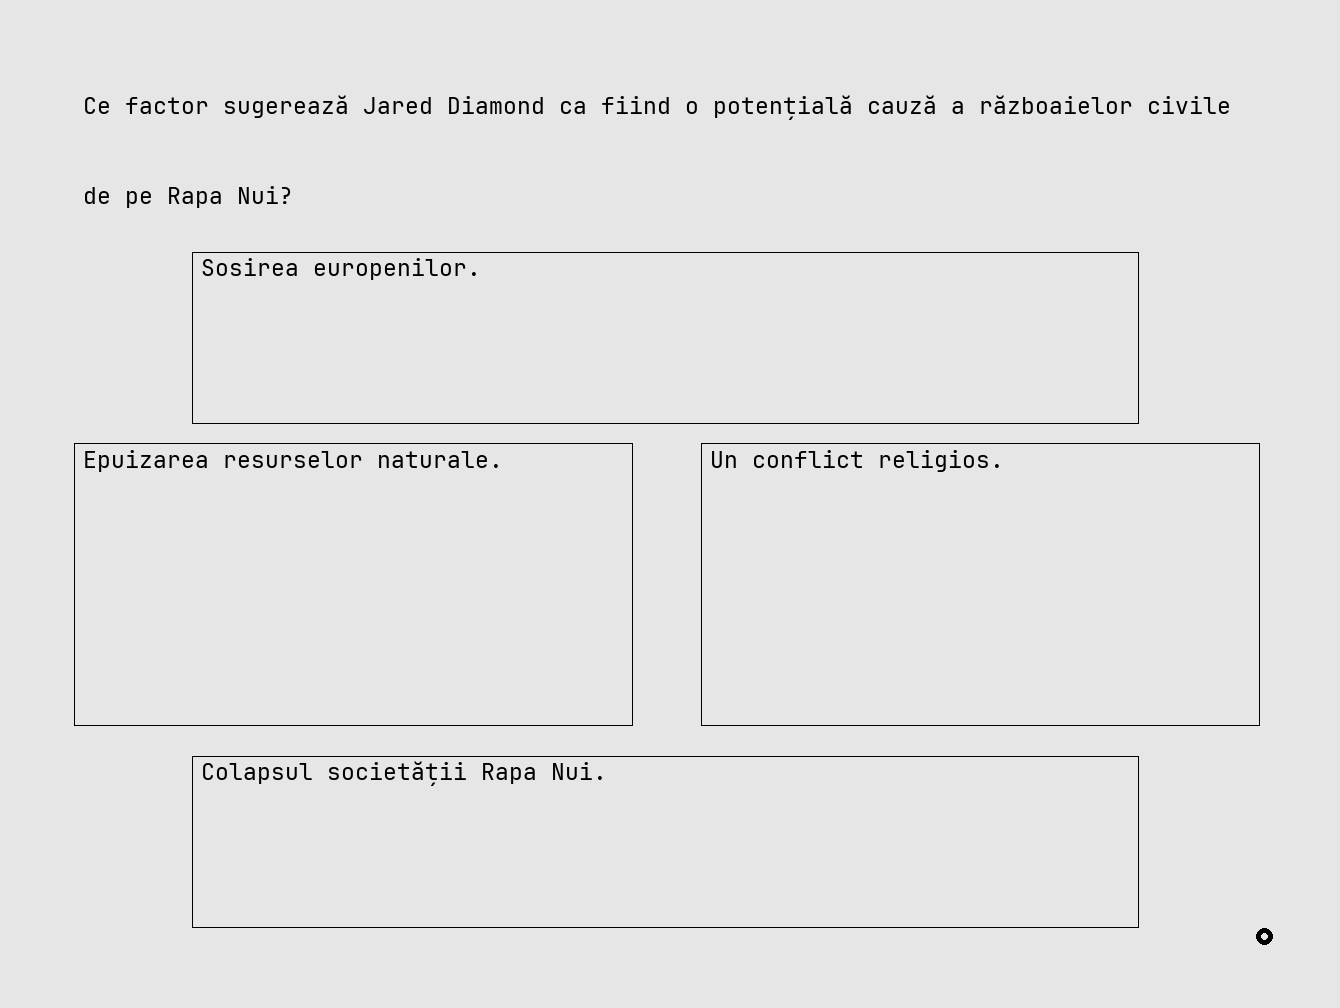 Ce factor sugerează Jared Diamond ca fiind o potențială cauză a războaielor civile
de pe Rapa Nui?
Sosirea europenilor.
Epuizarea resurselor naturale.
Un conflict religios.
Colapsul societății Rapa Nui.